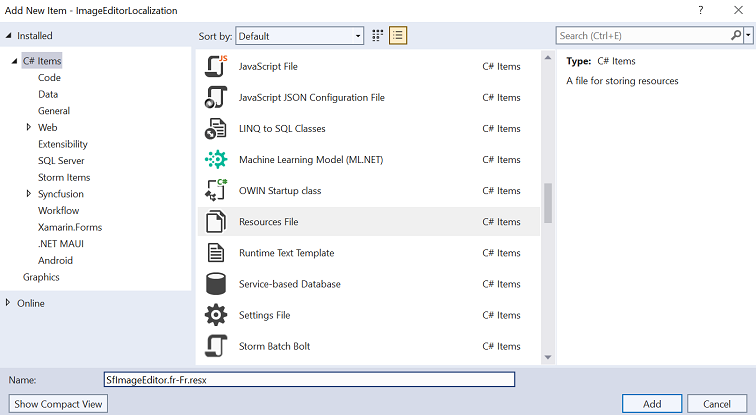 Add New Item - ImageEditorLocalization
Installed
Sort by: Default
Search (Ctrl+E)
C# Items
Code
Data
General
Web
Extensibility
SQL Server
Storm Items
Syncfusion
Workflow
Xamarin.Forms
.NET MAUI
Android
Graphics
Online
JS
JavaScript File C# Items
JavaScript JSON Configuration File C# Items
LINQ to SQL Classes C# Items
Machine Learning Model (ML.NET) C# Items
C#
OWIN Startup class C# Items
Resources File C# Items
Runtime Text Template C# Items
Service-based Database C# Items
Settings File C# Items
Storm Batch Bolt C# Items
Type: C# Items
A file for storing resources
Name: SfImageEditor.fr-Fr.resx
Show Compact View
Add
Cancel